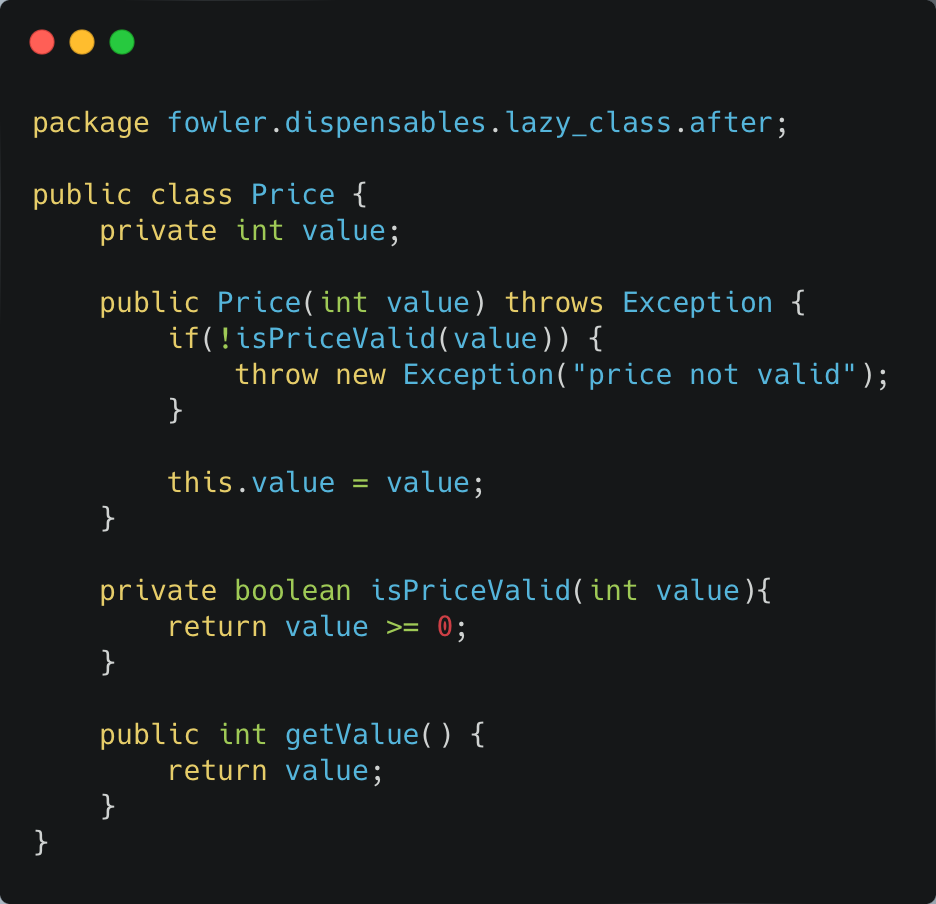 package fowler.dispensables.lazy_class.after;
public class Price {
    private int value;
    public Price(int value) throws Exception {
        if(!isPriceValid(value)) {
            throw new Exception("price not valid");
        }
        this.value = value;
    }
    private boolean isPriceValid(int value){
        return value >= 0;
    }
    public int getValue() {
        return value;
    }
}